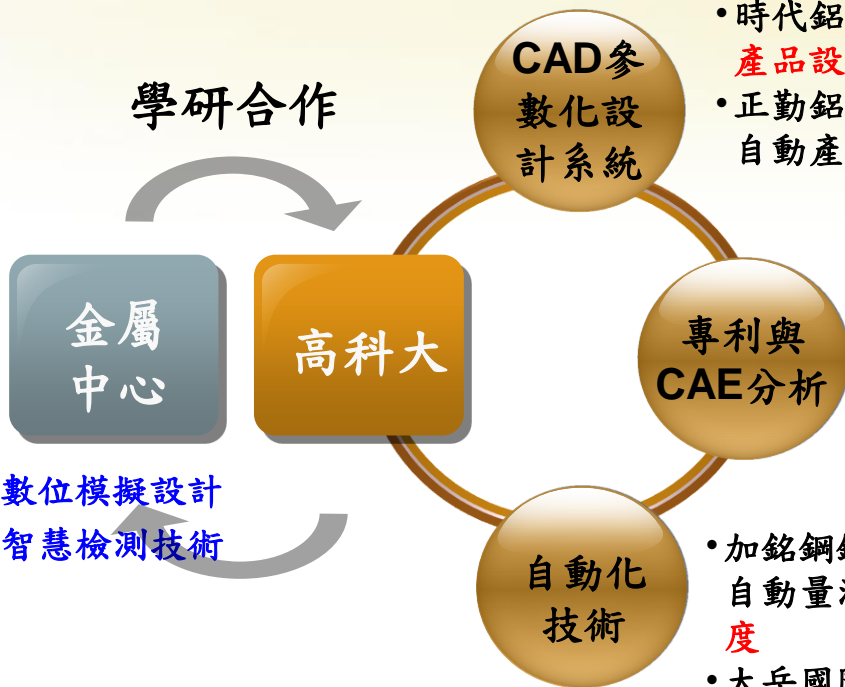 學研合作
金屬
中心
高科大
數位模擬設計
智慧檢測技術
CAD參
數化設
計系統
•時代鋁
產品設
•正勤鋁
自動產
專利與
CAE分析
自動化
技術
•加銘鋼
自動量
度